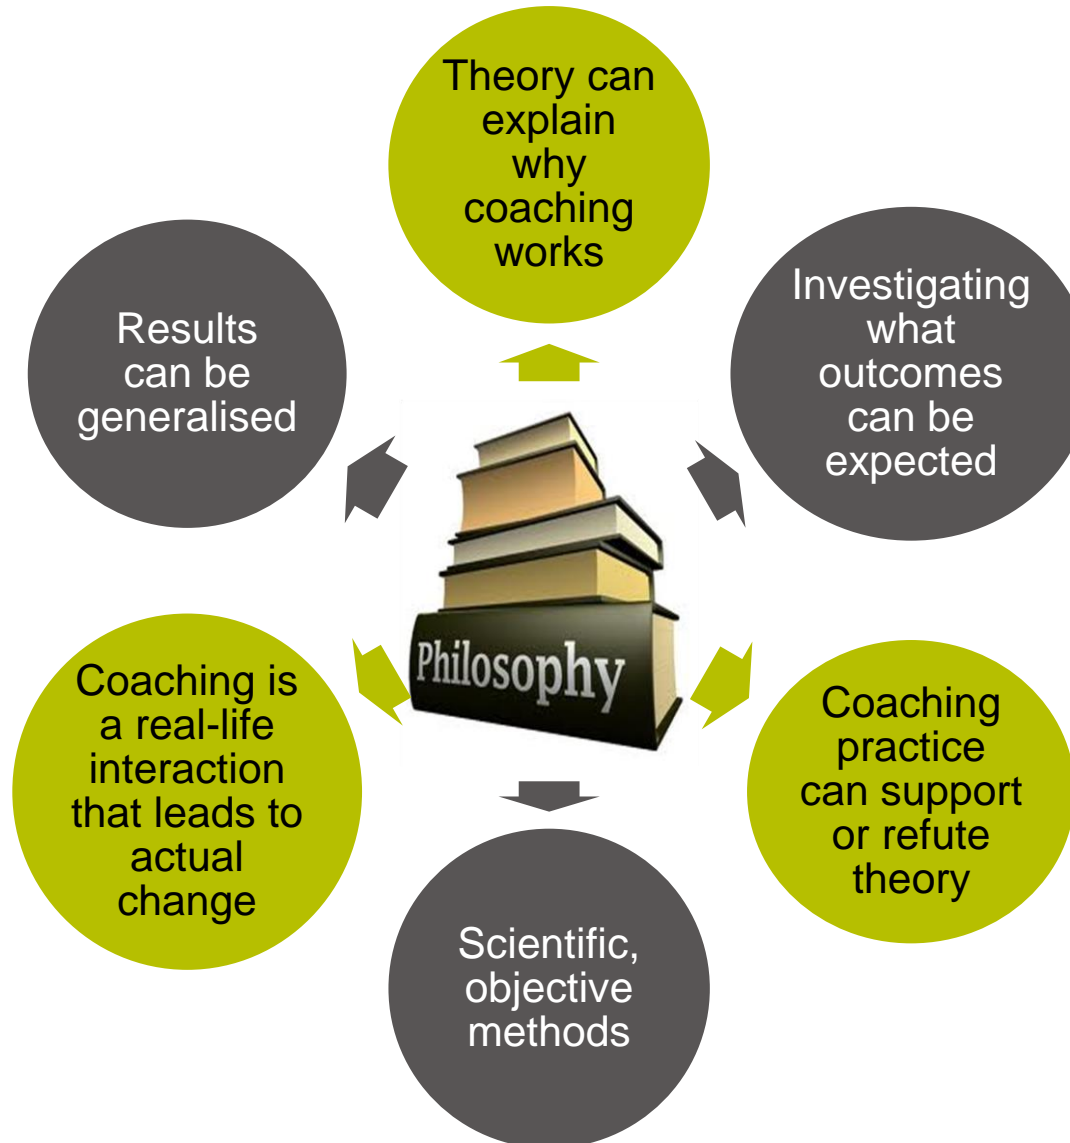 Theory can
explain
why
coaching
works
Investigating
what
outcomes
can be
expected
Coaching
practice
can support
or refute
theory
Scientific,
objective
methods
Coaching is
a real-life
interaction
that leads to
actual
change
Results
can be
generalised
Philosophy